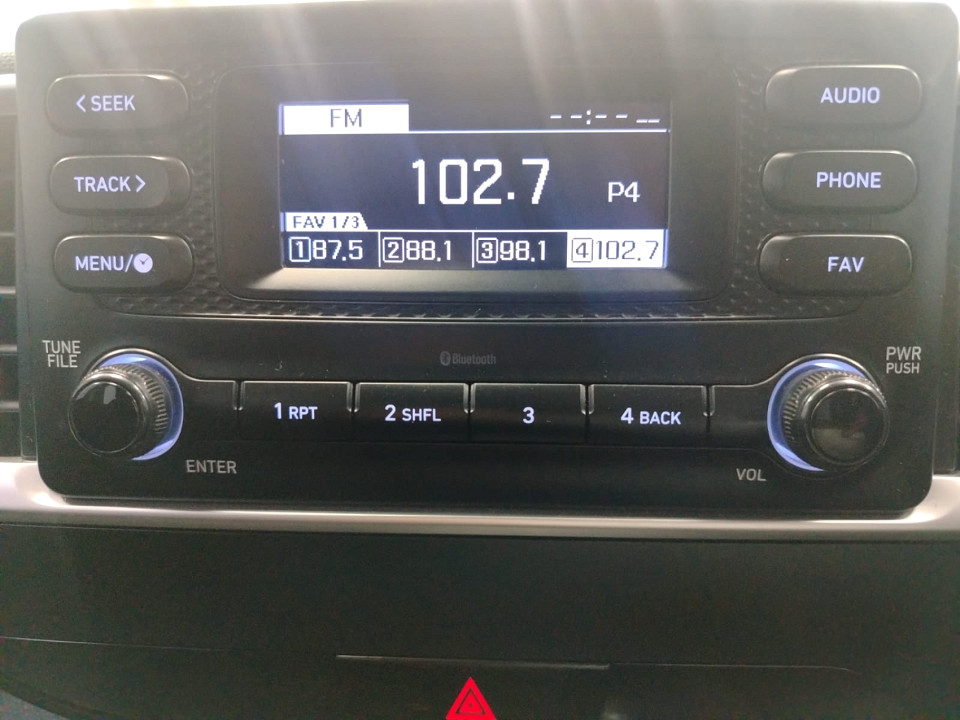 < SEEK
TRACK >
MENU/
FM
--:-- --
102.7 P4
FAV 1/3
1 87.5 2 88.1 3 98.1 4 102.7
AUDIO
PHONE
FAV
TUNE
FILE
Bluetooth
PWR
PUSH
1 RPT
2 SHFL
3
4 BACK
ENTER
VOL